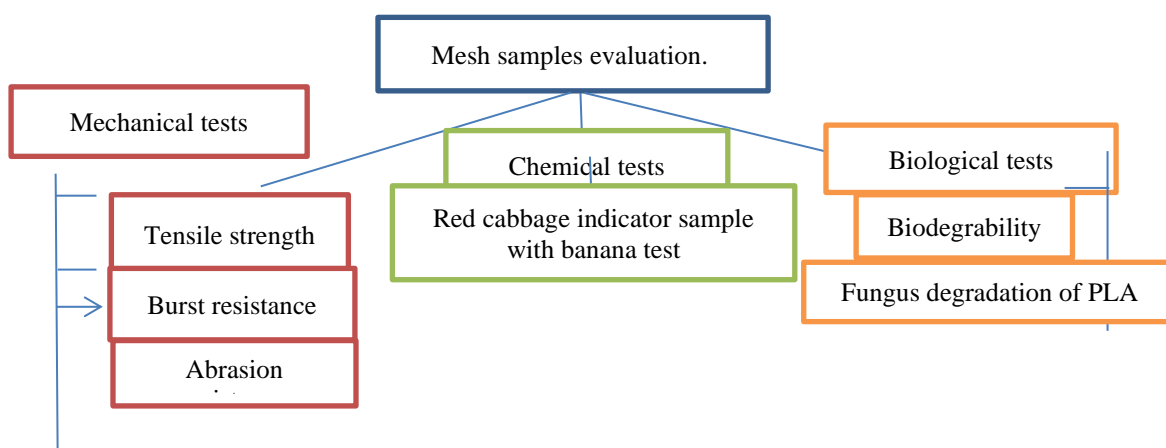 Mesh samples evaluation.
Mechanical tests
Tensile strength
Burst resistance
Abrasion
Chemical tests
Red cabbage indicator sample
with banana test
Biological tests
Biodegrability
Fungus degradation of PLA